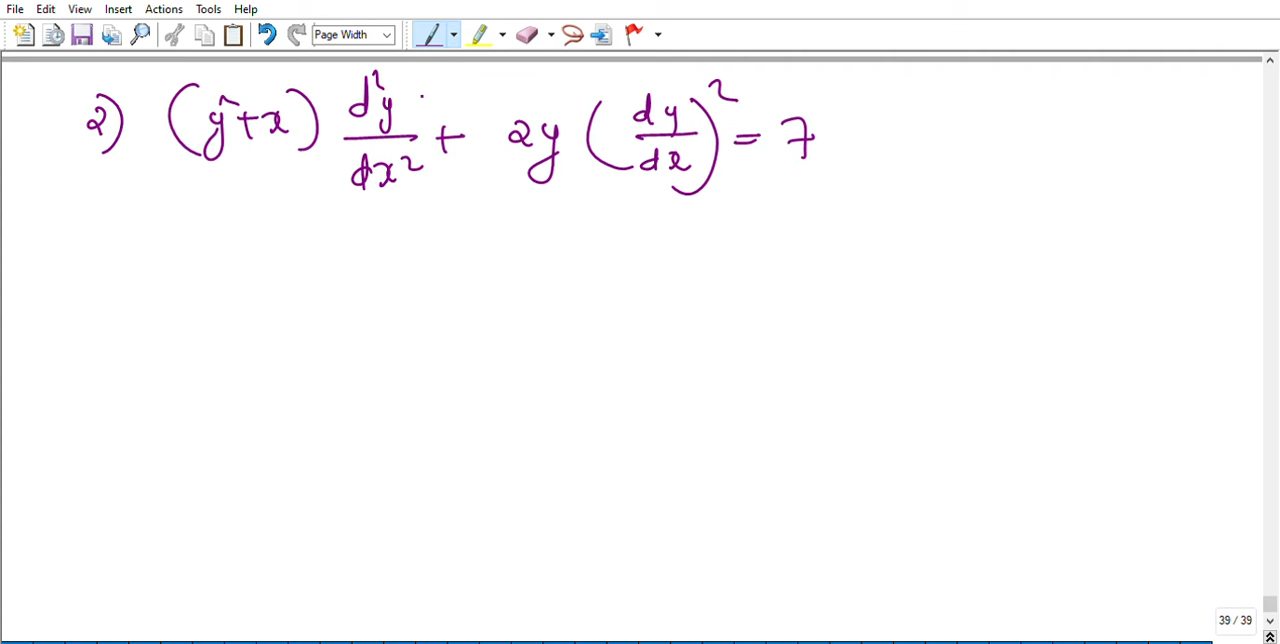 File Edit View Insert Actions Tools Help
Page Width
2) (y²+x) d²y/dx² + 2y (dy/dx)² = 7
39 / 39